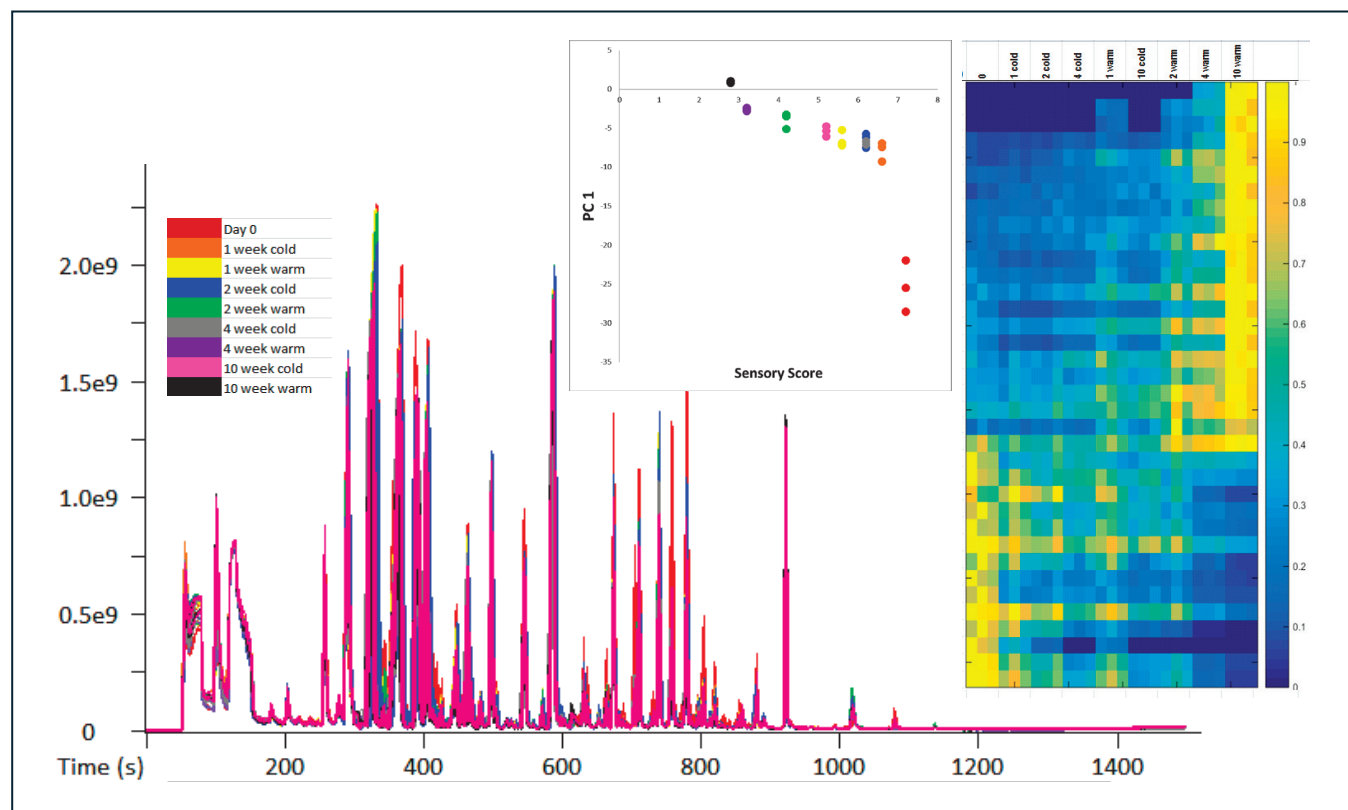 5
0
0 1 2 3 4 5 6 7 8
-5
-10
-15
-20
-25
-30
-35
PC 1
Sensory Score
0
1 cold
2 cold
4 cold
1 warm
10 cold
2 warm
4 warm
10 warm
0.9
0.8
0.7
0.6
0.5
0.4
0.3
0.2
0.1
0
Day 0
1 week cold
1 week warm
2 week cold
2 week warm
4 week cold
4 week warm
10 week cold
10 week warm
2.0e9
1.5e9
1.0e9
0.5e9
0
Time (s) 200 400 600 800 1000 1200 1400